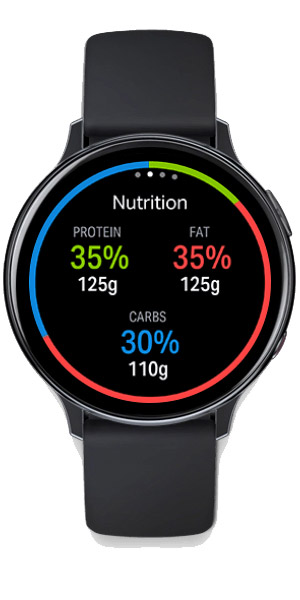 Nutrition
PROTEIN FAT
35% 35%
125g 125g
CARBS
30%
110g